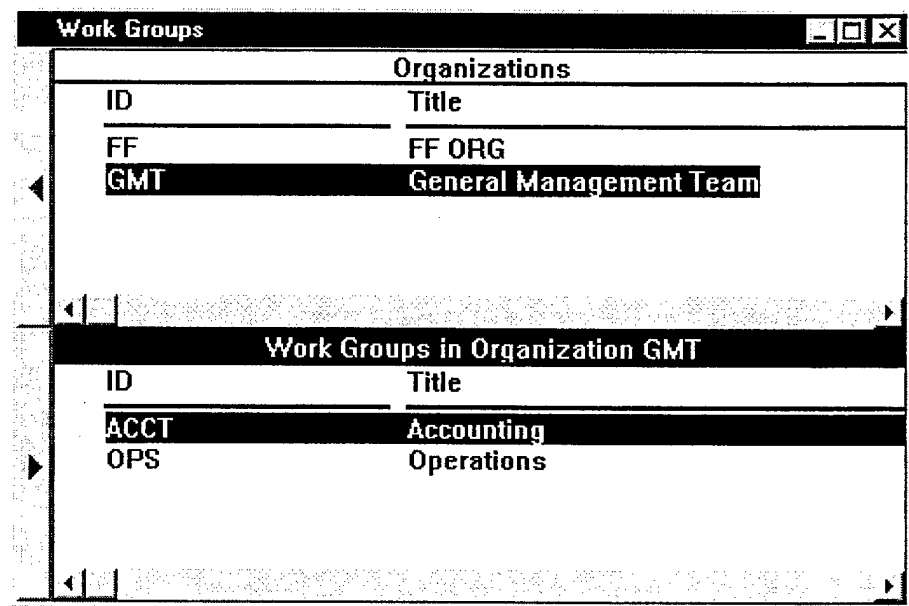 Work Groups
Organizations
ID Title
FF FF ORG
GMT General Management Team
Work Groups in Organization GMT
ID Title
ACCT Accounting
OPS Operations